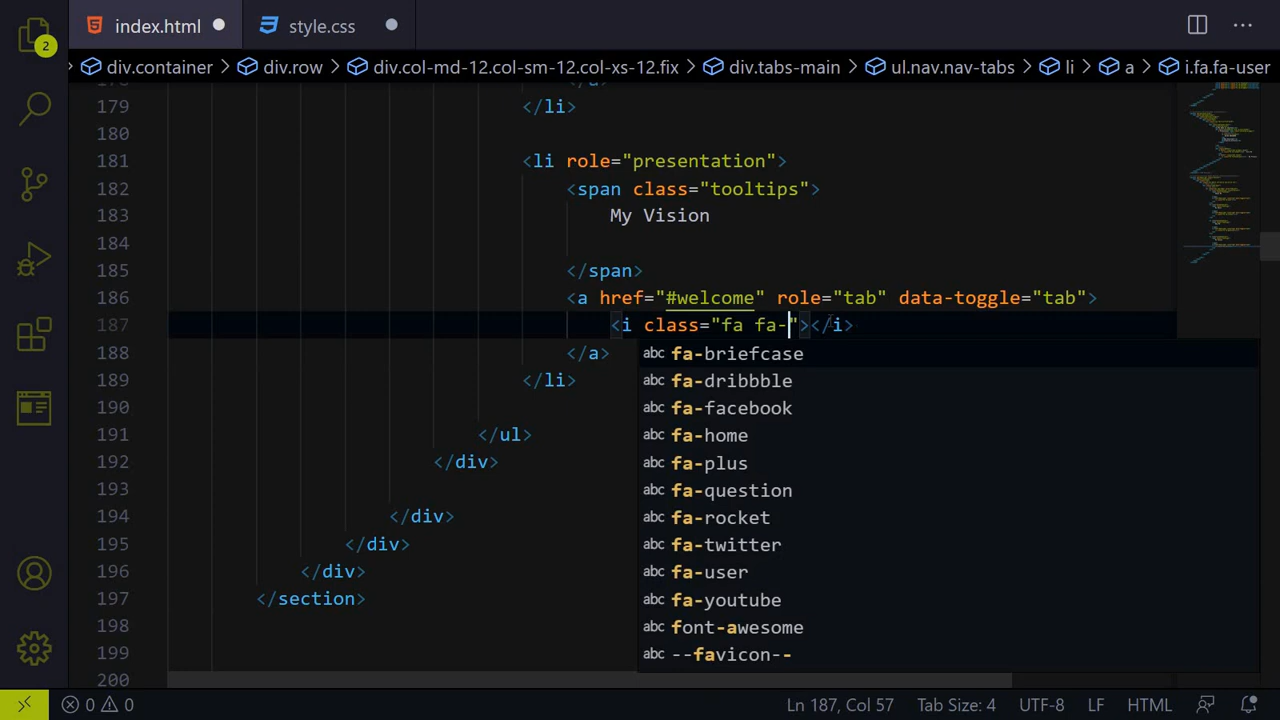 index.html
style.css
2
div.container
div.row
div.col-md-12.col-sm-12.col-xs-12.fix
div.tabs-main
ul.nav.nav-tabs
li
a
i.fa.fa-user
179 </li>
180
181 <li role="presentation">
182 <span class="tooltips">
183 My Vision
184
185 </span>
186 <a href="#welcome" role="tab" data-toggle="tab">
187 <i class="fa fa-"></i>
188 </a>
189 </li>
190
191 </ul>
192 </div>
193
194 </div>
195 </div>
196 </div>
197 </section>
198
199
200
abc fa-briefcase
abc fa-dribbble
abc fa-facebook
abc fa-home
abc fa-plus
abc fa-question
abc fa-rocket
abc fa-twitter
abc fa-user
abc fa-youtube
abc font-awesome
abc --favicon--
0 0
Ln 187, Col 57
Tab Size: 4
UTF-8
LF
HTML